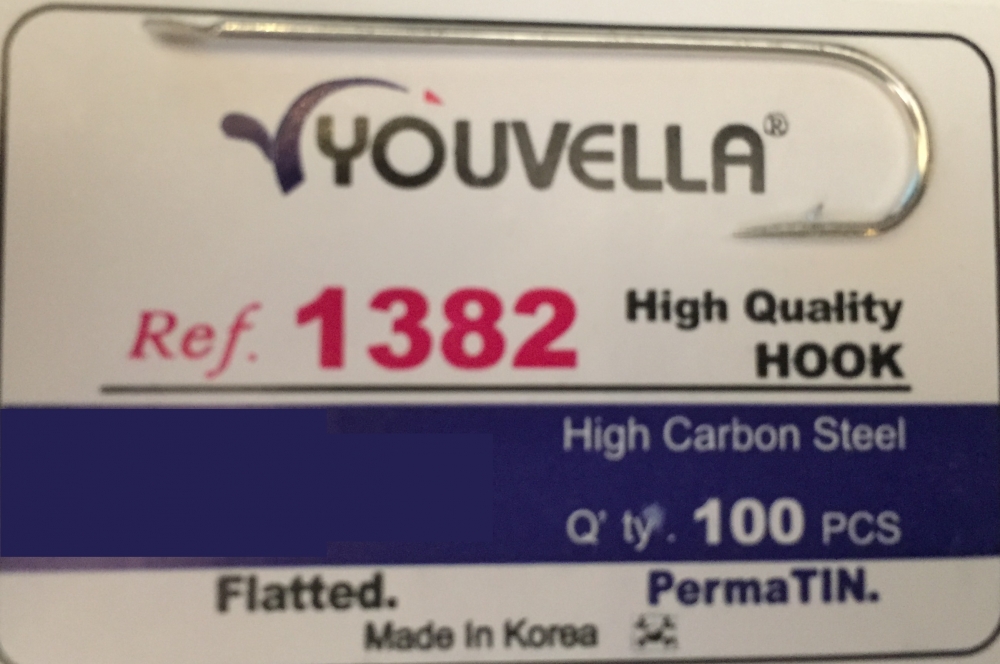 YOUVELLA®
Ref. 1382
High Quality
HOOK
High Carbon Steel
Q' ty. 100 PCS
Flatted. PermaTIN.
Made In Korea